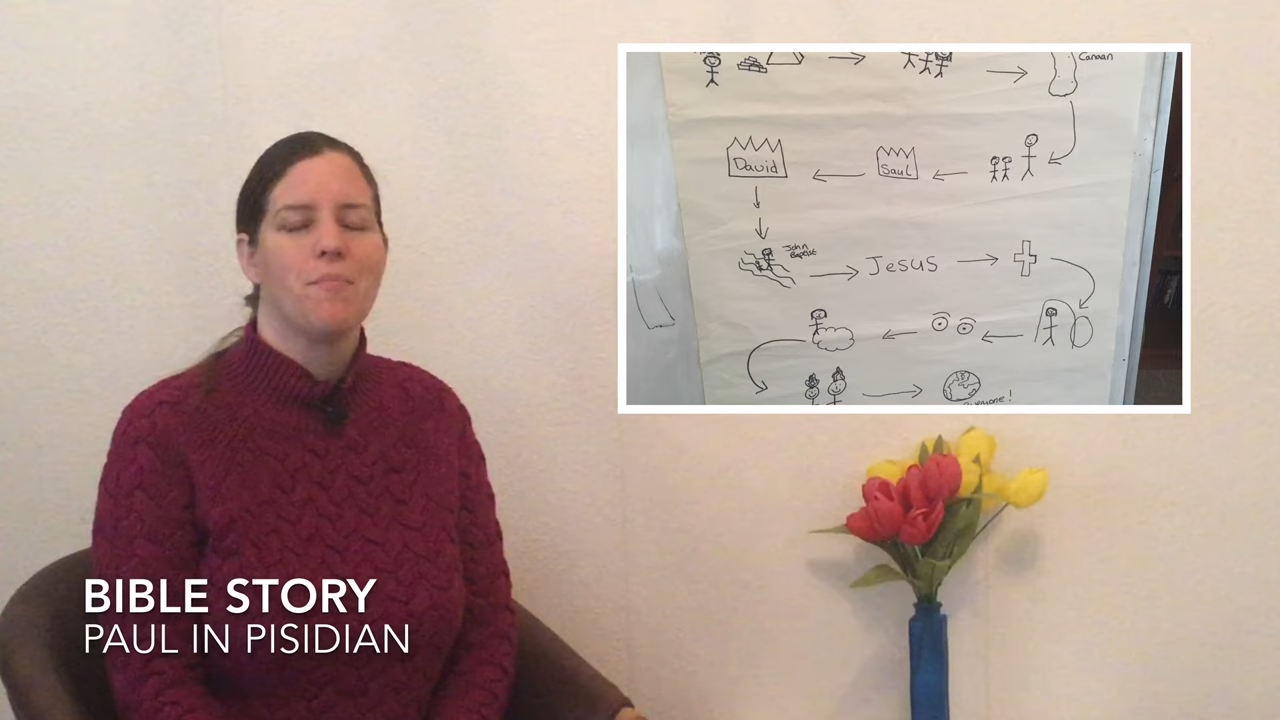 Canaan
David
Saul
John
Baptist
Jesus
everyone!
BIBLE STORY
PAUL IN PISIDIAN